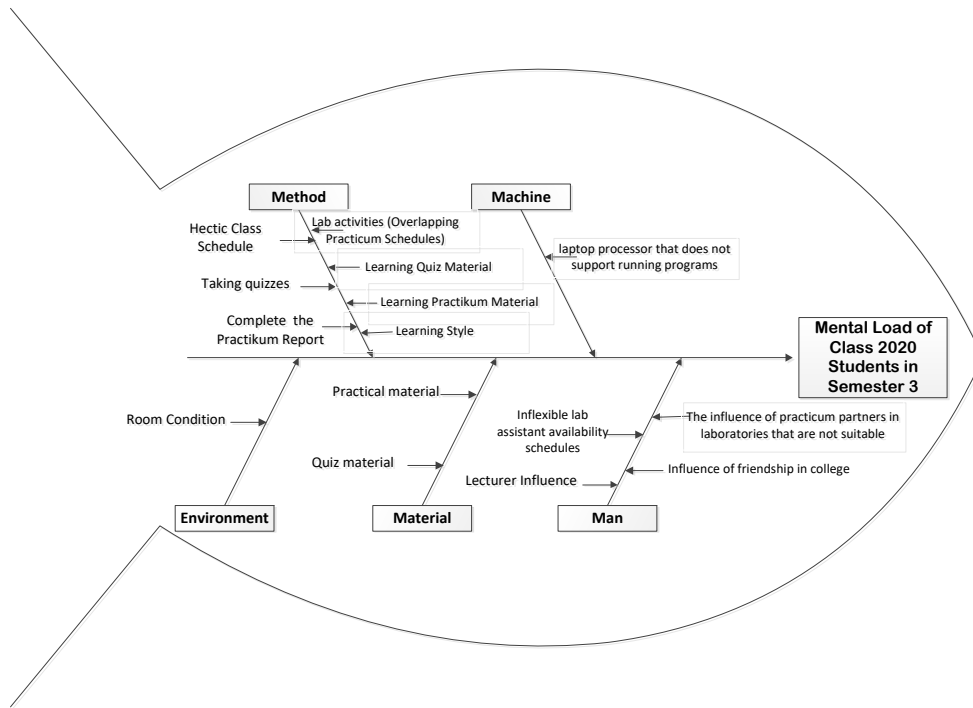 Method
Machine
Hectic Class
Schedule
Lab activities (Overlapping
Practicum Schedules)
laptop processor that does not
support running programs
Learning Quiz Material
Taking quizzes
Learning Practikum Material
Complete the
Practikum Report
Learning Style
Mental Load of
Class 2020
Students in
Semester 3
Practical material
Room Condition
Inflexible lab
assistant availability
schedules
The influence of practicum partners in
laboratories that are not suitable
Quiz material
Influence of friendship in college
Lecturer Influence
Environment
Material
Man